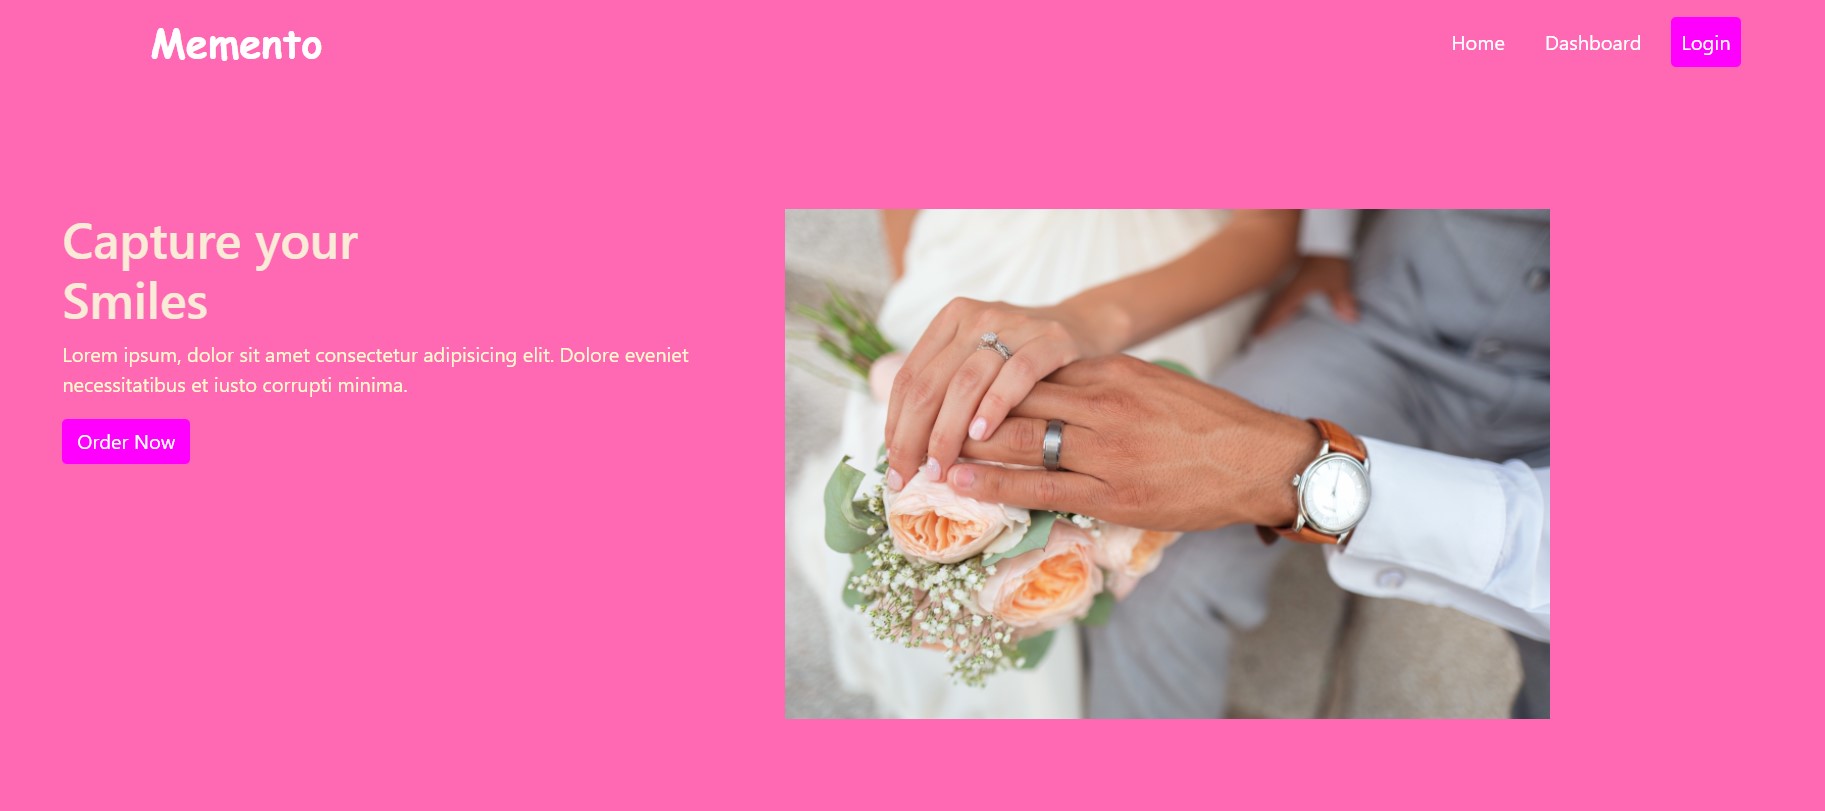 Memento
Home Dashboard Login
Capture your
Smiles
Lorem ipsum, dolor sit amet consectetur adipisicing elit. Dolore eveniet
necessitatibus et iusto corrupti minima.
Order Now